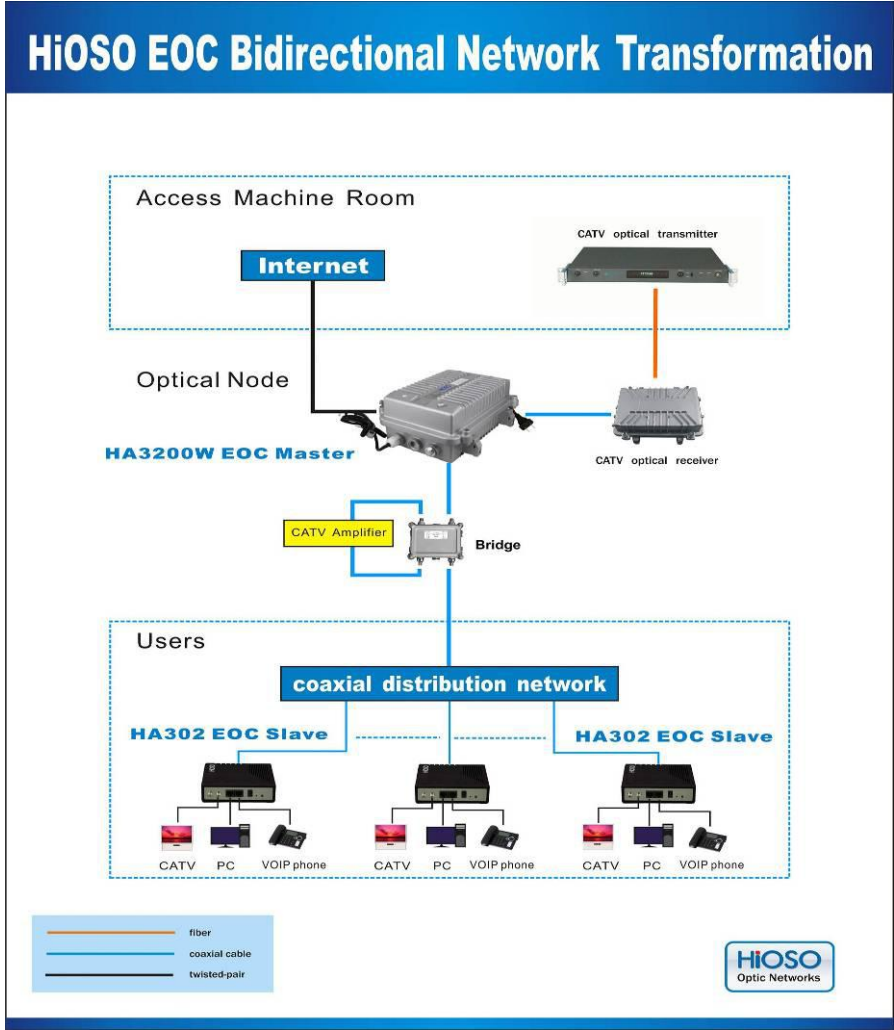 HiOSO EOC Bidirectional Network Transformation
Access Machine Room
CATV optical transmitter
Internet
Optical Node
HA3200W EOC Master
CATV optical receiver
CATV Amplifier
Bridge
Users
coaxial distribution network
HA302 EOC Slave
HA302 EOC Slave
CATV PC VOIP phone
CATV PC VOIP phone
CATV PC VOIP phone
fiber
coaxial cable
twisted-pair
HiOSO
Optic Networks